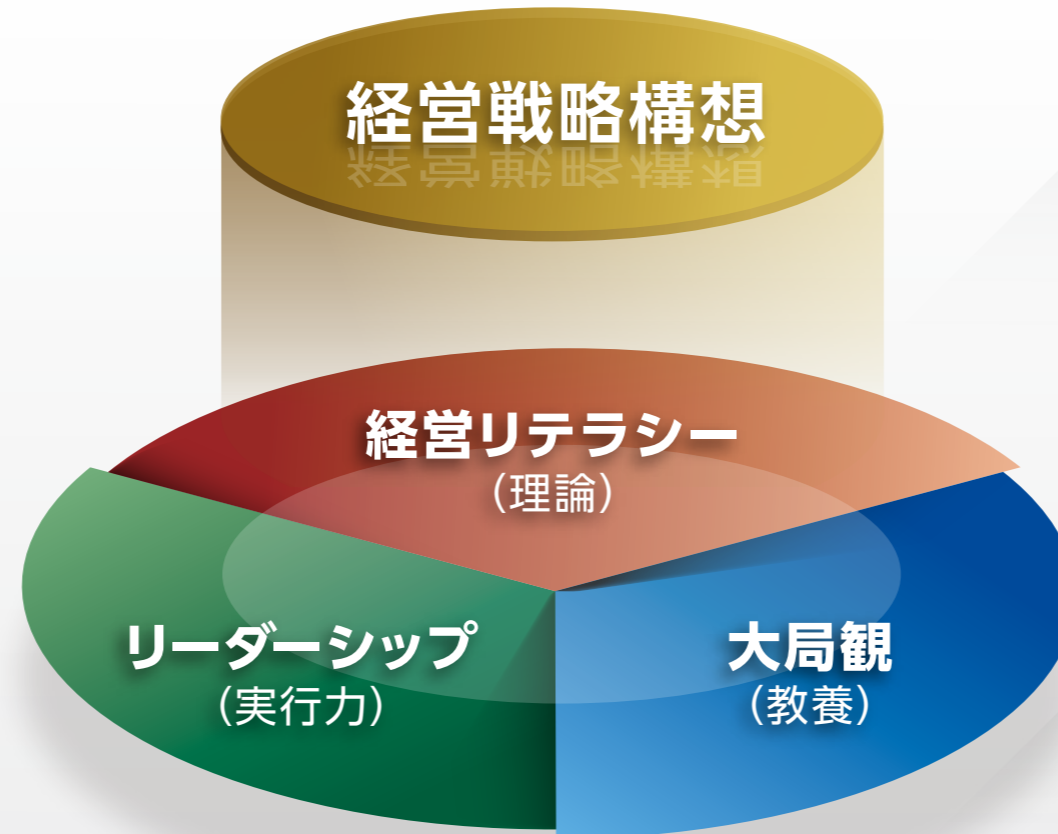 経営戦略構想
経営リテラシー
（理論）
リーダーシップ
（実行力）
大局観
（教養）